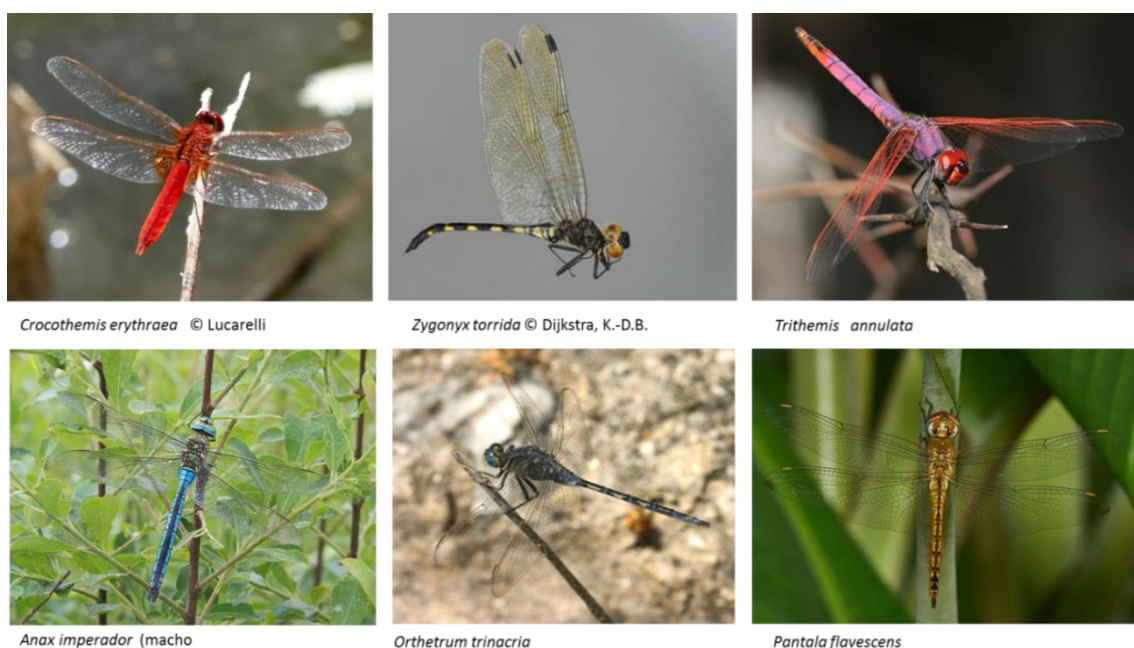 Crocothemis erythraea © Lucarelli
Zygonyx torrida © Dijkstra, K.-D.B.
Trithemis annulata
Anax imperador (macho
Orthetrum trinacria
Pantala flavescens